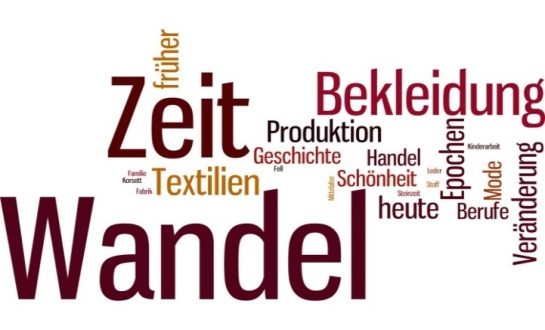 früher
Zeit
Bekleidung
Produktion
Epochen
Kinderarbeit
Veränderung
Geschichte
Handel
Fell
Leder
Mode
Familie
Korsett
Textilien
Schönheit
Stoff
Fabrik
Mittelalter
Steinzeit
heute
Berufe
Wandel